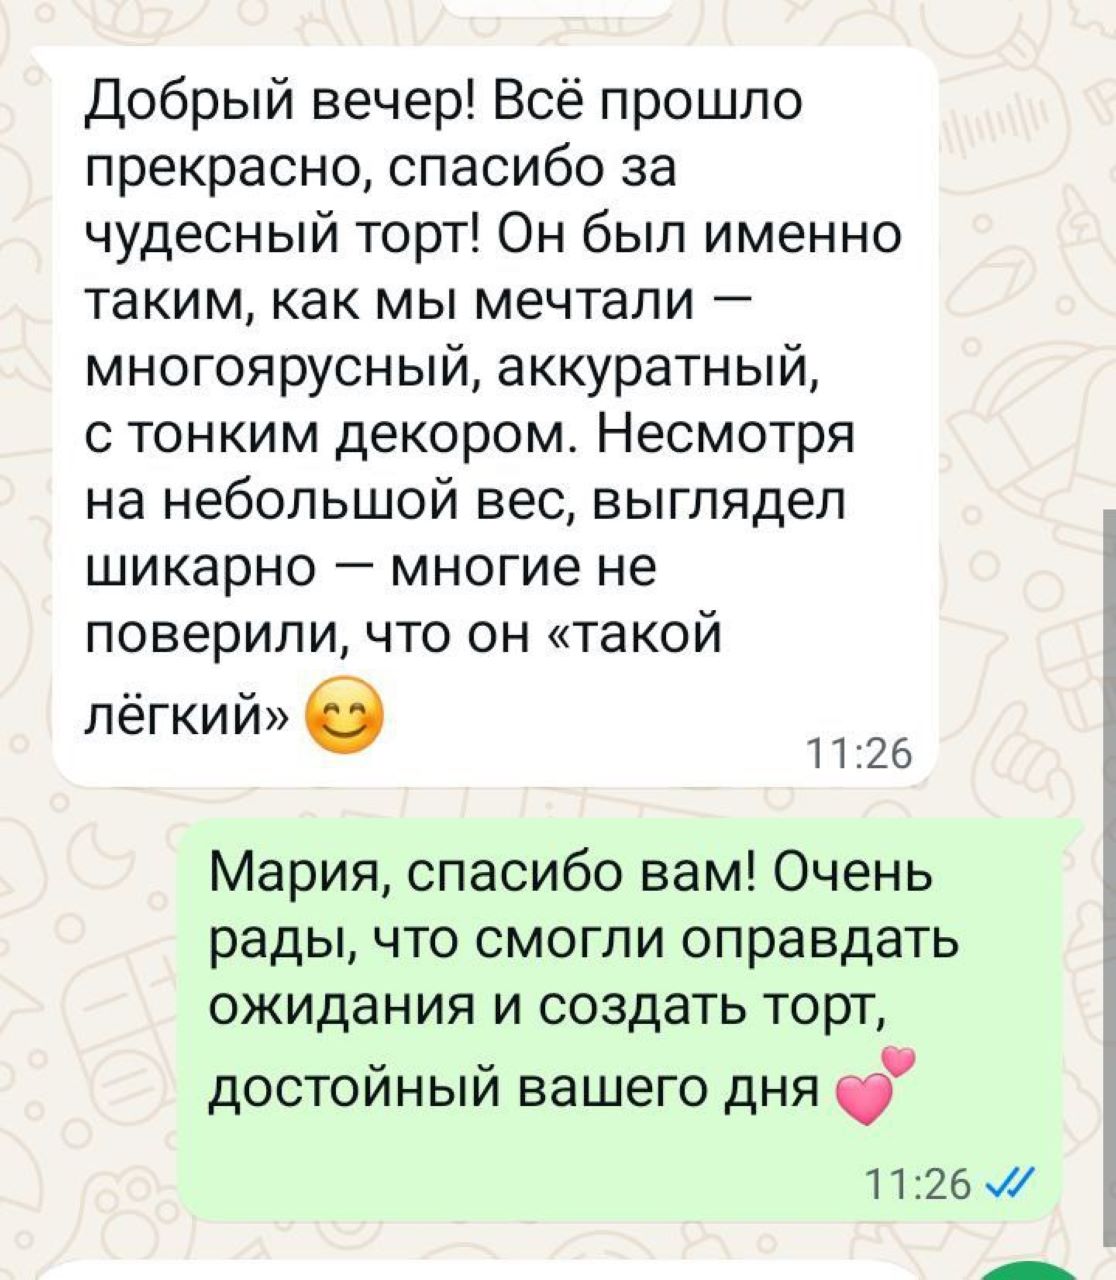 Добрый вечер! Всё прошло
прекрасно, спасибо за
чудесный торт! Он был именно
таким, как мы мечтали —
многоярусный, аккуратный,
с тонким декором. Несмотря
на небольшой вес, выглядел
шикарно — многие не
поверили, что он «такой
лёгкий» 😊
11:26
Мария, спасибо вам! Очень
рады, что смогли оправдать
ожидания и создать торт,
достойный вашего дня 💕
11:26